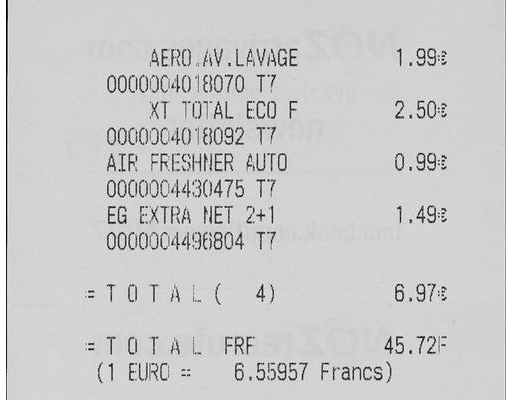 AERO.AV.LAVAGE 1.99€
0000004018070 T7
XT TOTAL ECO F 2.50€
0000004018092 T7
AIR FRESHNER AUTO 0.99€
0000004430475 T7
EG EXTRA NET 2+1 1.49€
0000004496804 T7
= T O T A L ( 4) 6.97€
= T O T A L FRF 45.72F
(1 EURO = 6.55957 Francs)